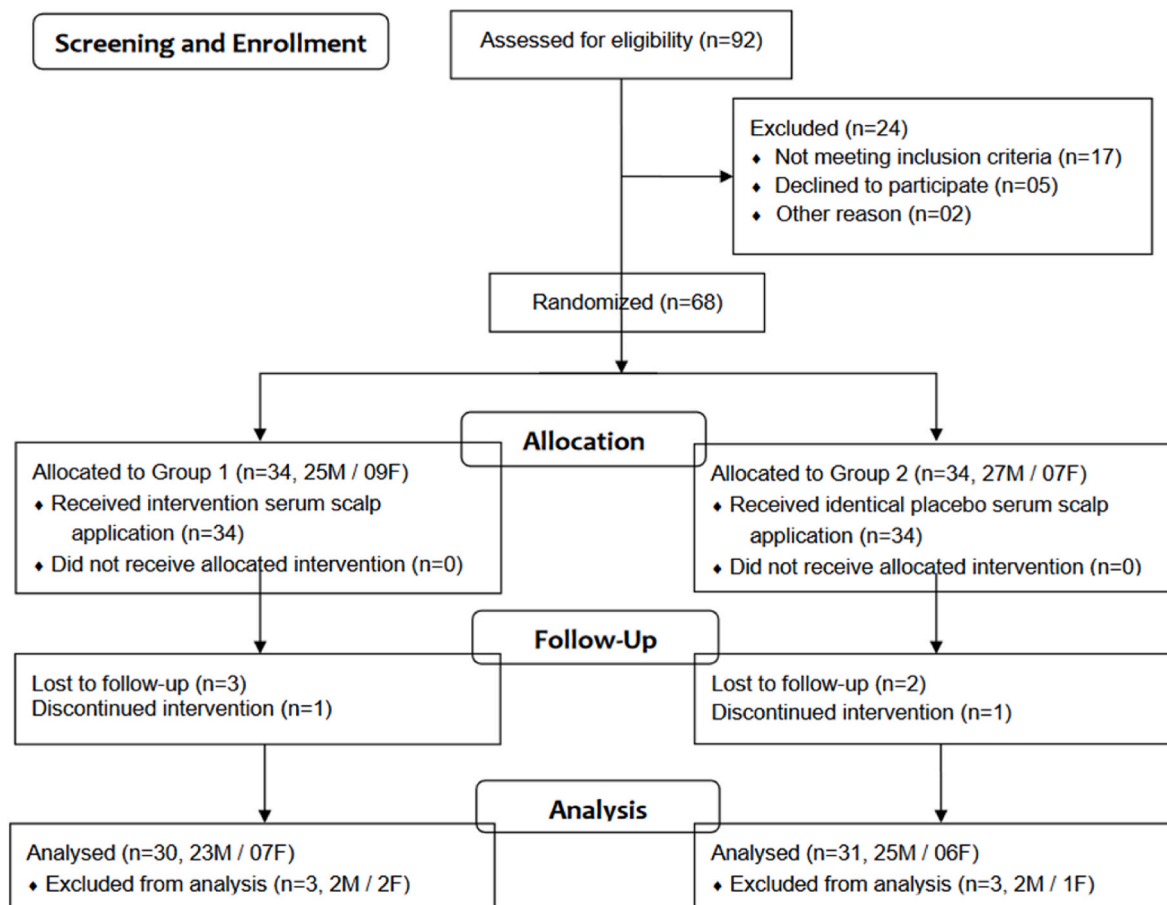 Screening and Enrollment
Assessed for eligibility (n=92)
Excluded (n=24)
♦ Not meeting inclusion criteria (n=17)
♦ Declined to participate (n=05)
♦ Other reason (n=02)
Randomized (n=68)
Allocation
Allocated to Group 1 (n=34, 25M / 09F)
♦ Received intervention serum scalp
application (n=34)
♦ Did not receive allocated intervention (n=0)
Allocated to Group 2 (n=34, 27M / 07F)
♦ Received identical placebo serum scalp
application (n=34)
♦ Did not receive allocated intervention (n=0)
Follow-Up
Lost to follow-up (n=3)
Discontinued intervention (n=1)
Lost to follow-up (n=2)
Discontinued intervention (n=1)
Analysis
Analysed (n=30, 23M / 07F)
♦ Excluded from analysis (n=3, 2M / 2F)
Analysed (n=31, 25M / 06F)
♦ Excluded from analysis (n=3, 2M / 1F)